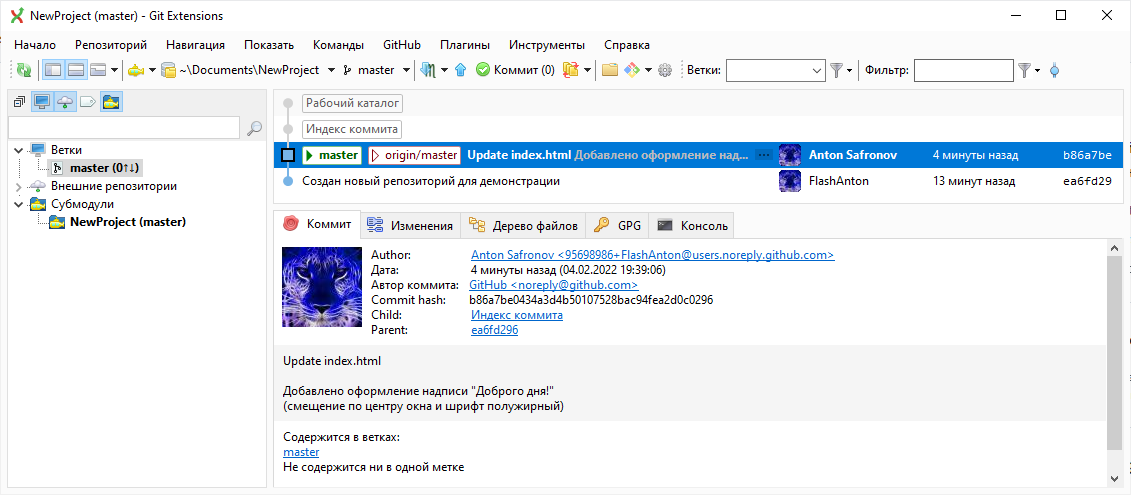 NewProject (master) - Git Extensions
Начало Репозиторий Навигация Показать Команды GitHub Плагины Инструменты Справка
~\Documents\NewProject master Коммит (0) Ветки: Фильтр:
Рабочий каталог
Индекс коммита
master origin/master Update index.html Добавлено оформление над... Anton Safronov 4 минуты назад b86a7be
Создан новый репозиторий для демонстрации FlashAnton 13 минут назад ea6fd29
Ветки
master (0↑↓)
Внешние репозитории
Субмодули
NewProject (master)
Коммит Изменения Дерево файлов GPG Консоль
Author: Anton Safronov <95698986+FlashAnton@users.noreply.github.com>
Дата: 4 минуты назад (04.02.2022 19:39:06)
Автор коммита: GitHub <noreply@github.com>
Commit hash: b86a7be0434a3d4b50107528bac94fea2d0c0296
Child: Индекс коммита
Parent: ea6fd296
Update index.html
Добавлено оформление надписи "Доброго дня!"
(смещение по центру окна и шрифт полужирный)
Содержится в ветках:
master
Не содержится ни в одной метке